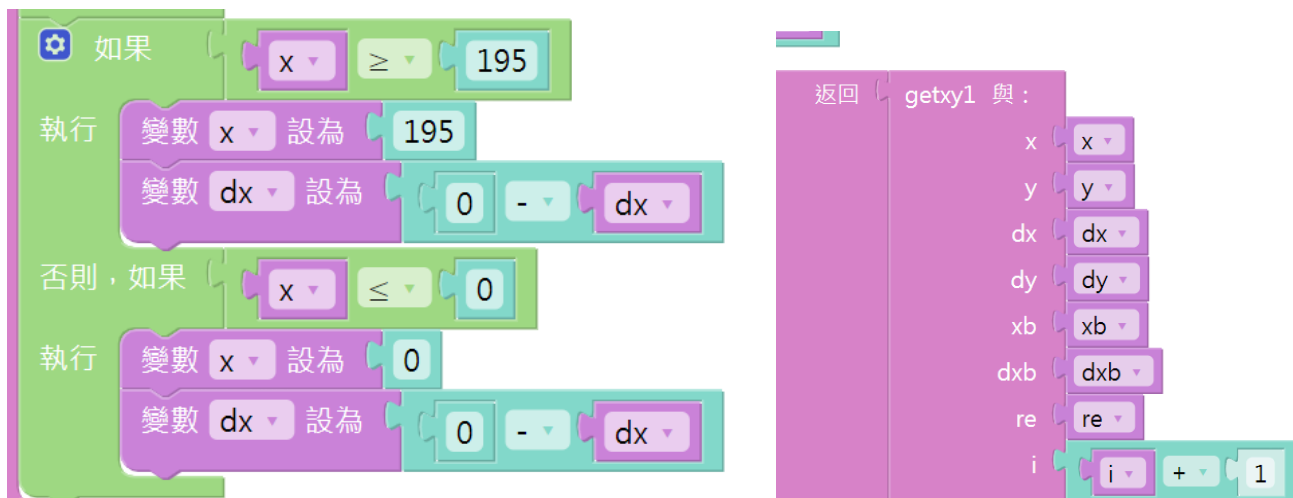 如果 x ≥ 195
執行 變數 x 設為 195
變數 dx 設為 0 - dx
否則，如果 x ≤ 0
執行 變數 x 設為 0
變數 dx 設為 0 - dx
返回 getxy1 與：
x x
y y
dx dx
dy dy
xb xb
dxb dxb
re re
i i + 1